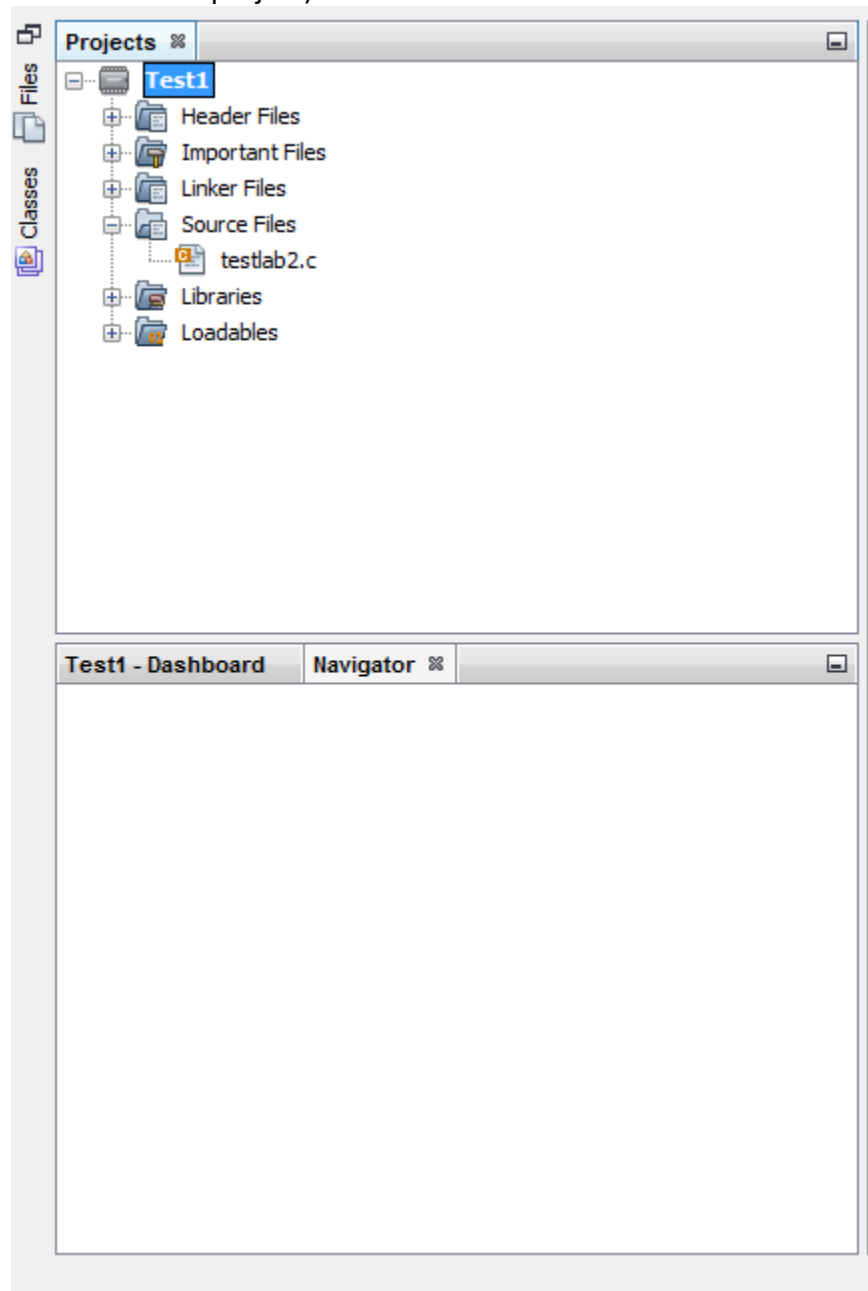 Projects
Test1
Header Files
Important Files
Linker Files
Source Files
testlab2.c
Libraries
Loadables
Files
Classes
Test1 - Dashboard Navigator